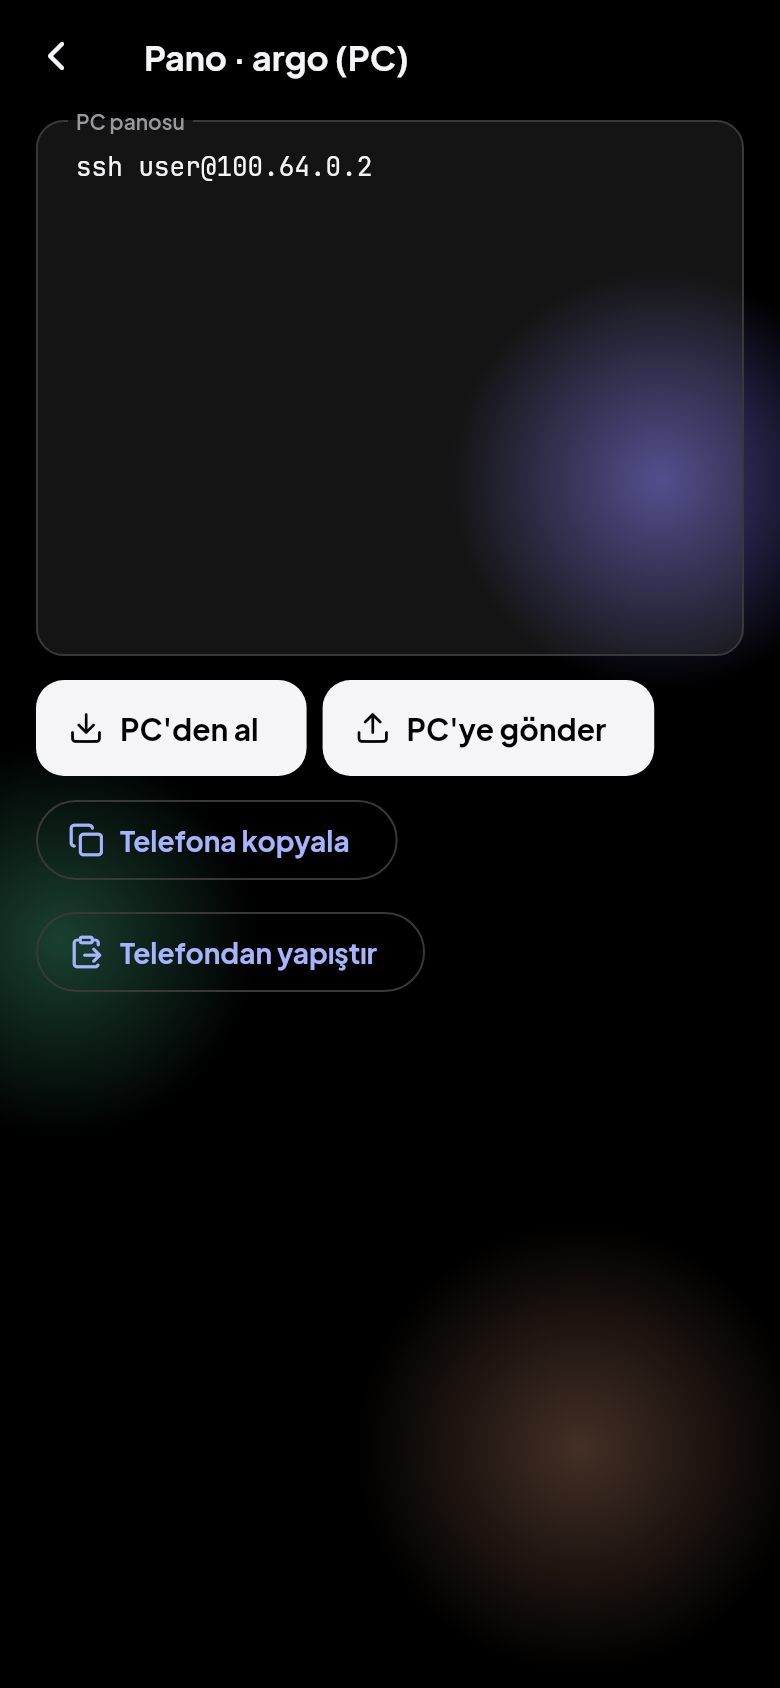 Pano · argo (PC)
PC panosu
ssh user@100.64.0.2
PC'den al
PC'ye gönder
Telefona kopyala
Telefondan yapıştır